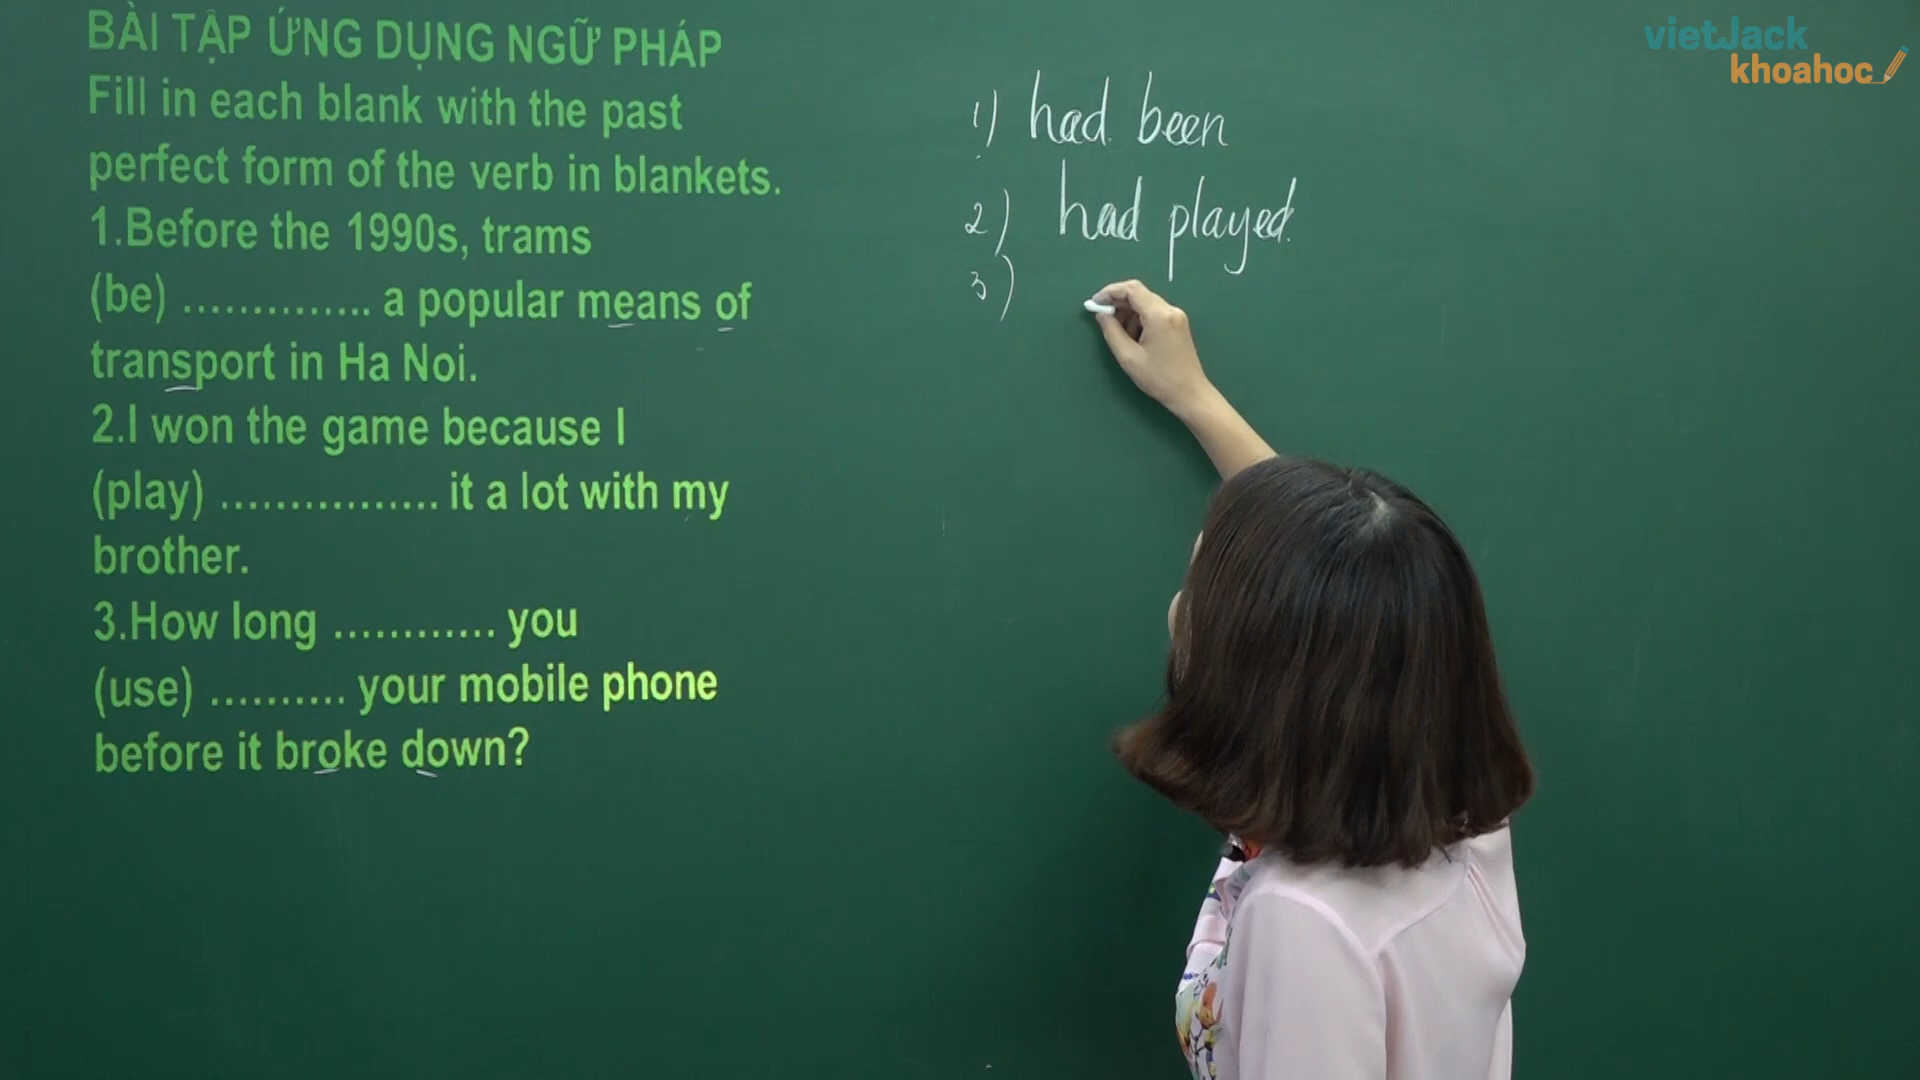 BÀI TẬP ỨNG DỤNG NGỮ PHÁP
Fill in each blank with the past
perfect form of the verb in blankets.
1.Before the 1990s, trams
(be) .............. a popular means of
transport in Ha Noi.
2.I won the game because I
(play) ................ it a lot with my
brother.
3.How long ............ you
(use) .......... your mobile phone
before it broke down?
1) had been
2) had played.
3)
vietJack
khoahoc